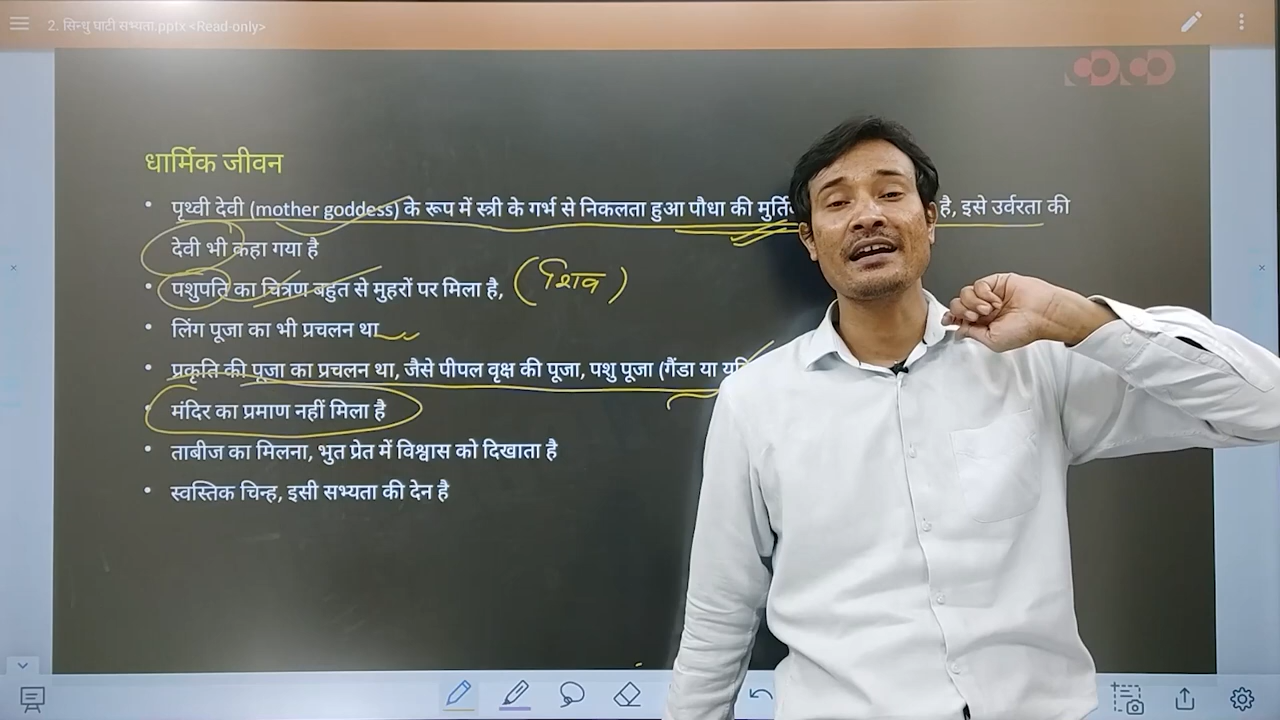 2. सिन्धु घाटी सभ्यता.pptx <Read-only>
धार्मिक जीवन
• पृथ्वी देवी (mother goddess) के रूप में स्त्री के गर्भ से निकलता हुआ पौधा की है, इसे उर्वरता की
देवी भी कहा गया है
• पशुपति का चित्रण बहुत से मुहरों पर मिला है, (शिव)
• लिंग पूजा का भी प्रचलन था
• प्रकृति की पूजा का प्रचलन था, जैसे पीपल वृक्ष की पूजा, पशु पूजा (गैंडा या
• मंदिर का प्रमाण नहीं मिला है
• ताबीज का मिलना, भुत प्रेत में विश्वास को दिखाता है
• स्वस्तिक चिन्ह, इसी सभ्यता की देन है